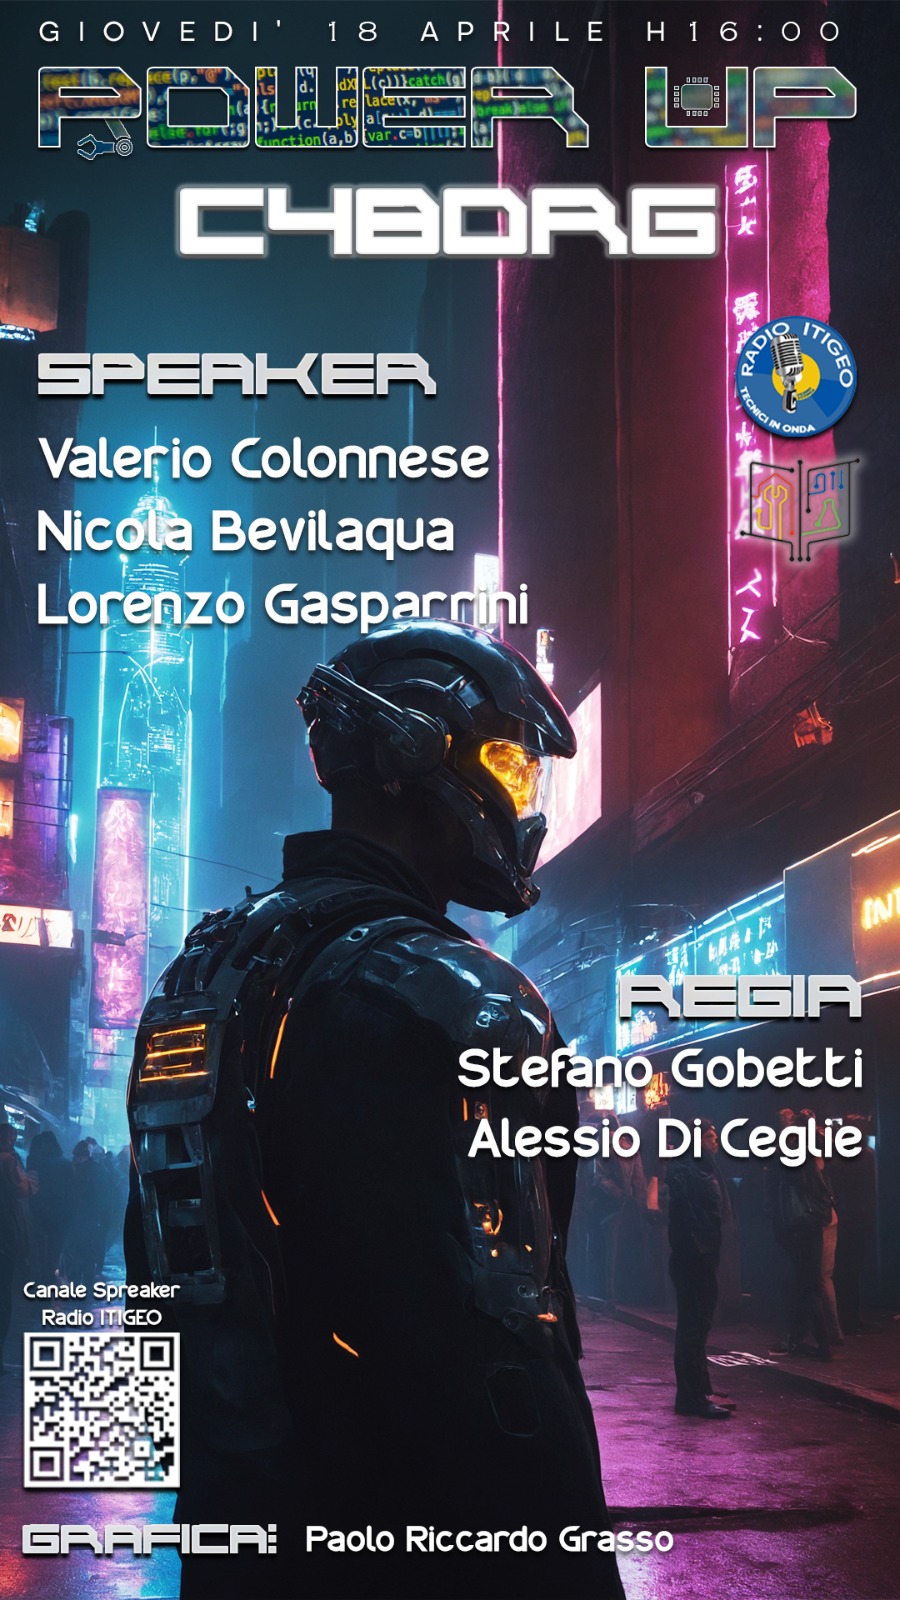 GIOVEDI' 18 APRILE H16:00
POWER UP
CYBORG
SPEAKER
RADIO ITIGEO
TECNICI IN ONDA
Valerio Colonnese
Nicola Bevilaqua
Lorenzo Gasparrini
REGIA
Stefano Gobetti
Alessio Di Ceglie
Canale Spreaker
Radio ITIGEO
GRAFICA: Paolo Riccardo Grasso